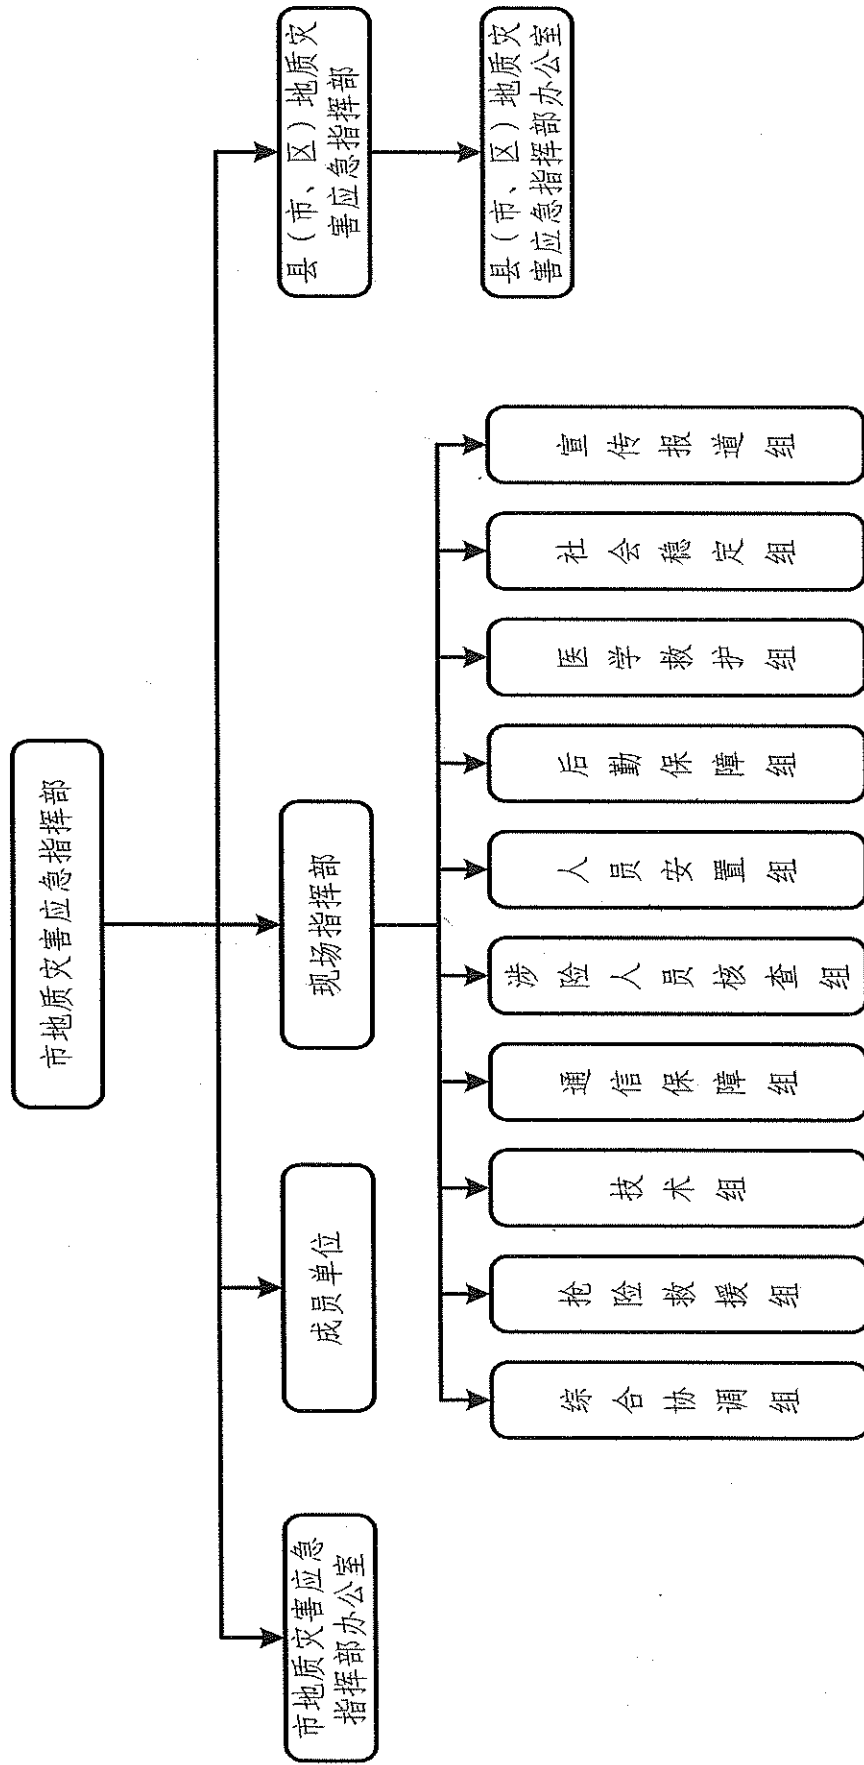 市地质灾害应急指挥部
市地质灾害应急
指挥部办公室
成员单位
现场指挥部
县（市、区）地质灾
害应急指挥部
综合协调组
抢险救援组
技术组
通信保障组
涉险人员核查组
人员安置组
后勤保障组
医学救护组
社会稳定组
宣传报道组
县（市、区）地质灾
害应急指挥部办公室